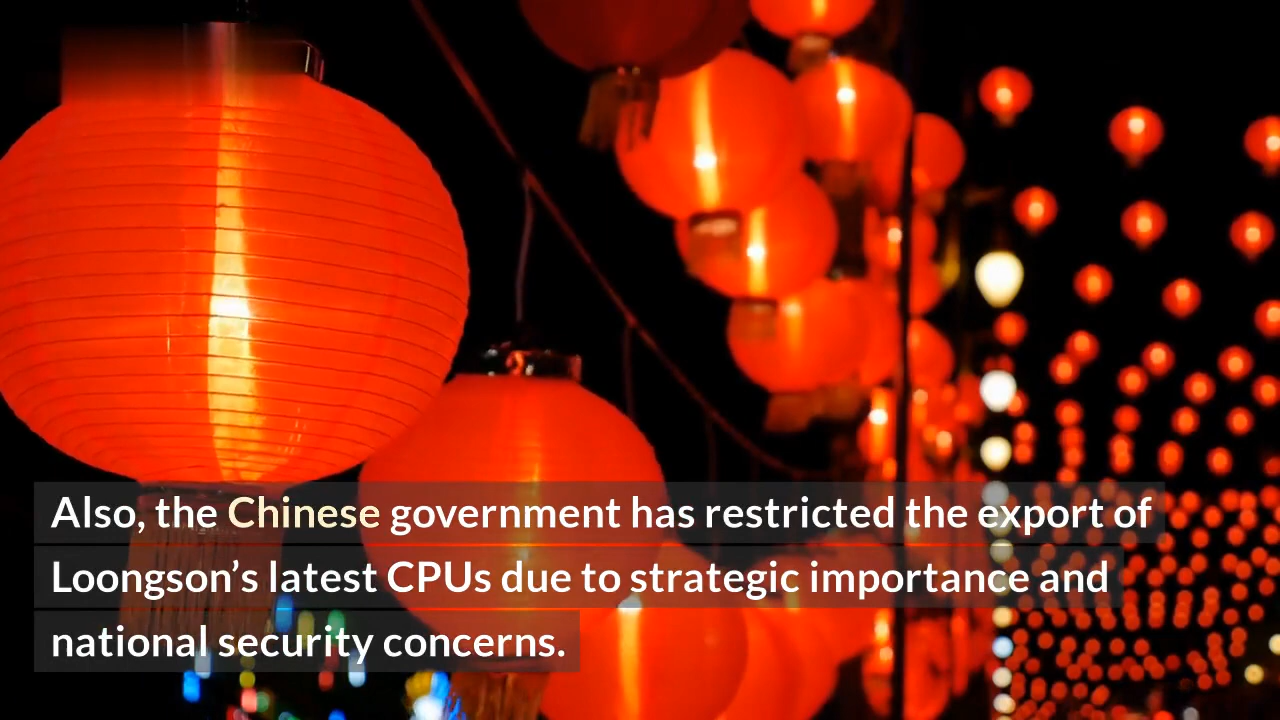 Also, the Chinese government has restricted the export of
Loongson’s latest CPUs due to strategic importance and
national security concerns.